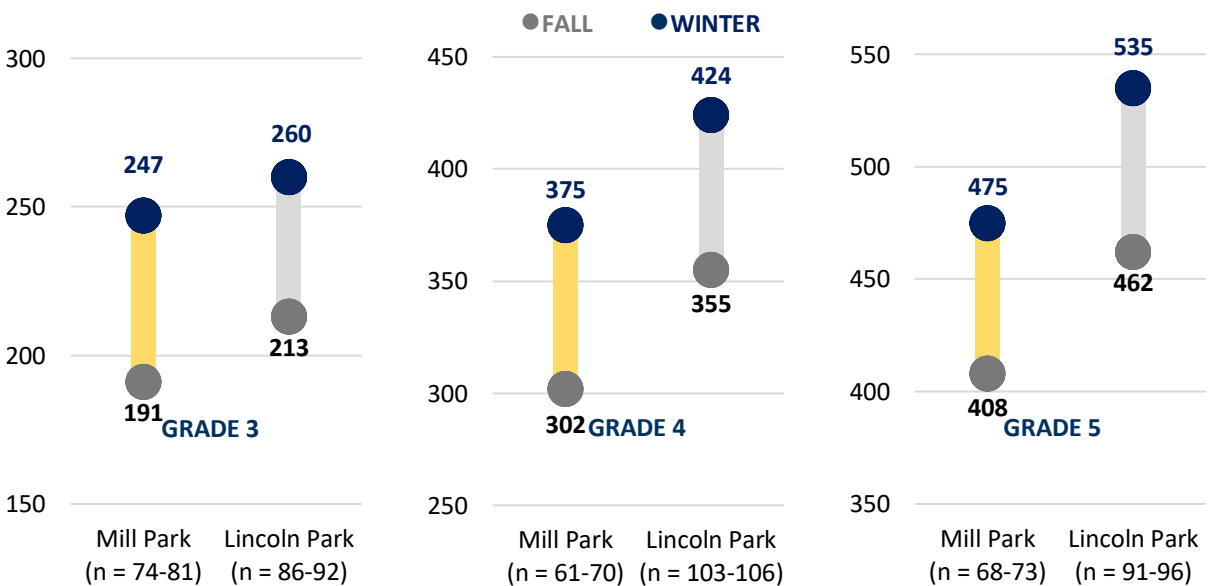 FALL WINTER
300
250
200
150
247
260
191
213
GRADE 3
Mill Park Lincoln Park
(n = 74-81) (n = 86-92)
450
400
350
300
250
375
424
302
355
GRADE 4
Mill Park Lincoln Park
(n = 61-70) (n = 103-106)
550
500
450
400
350
475
535
408
462
GRADE 5
Mill Park Lincoln Park
(n = 68-73) (n = 91-96)